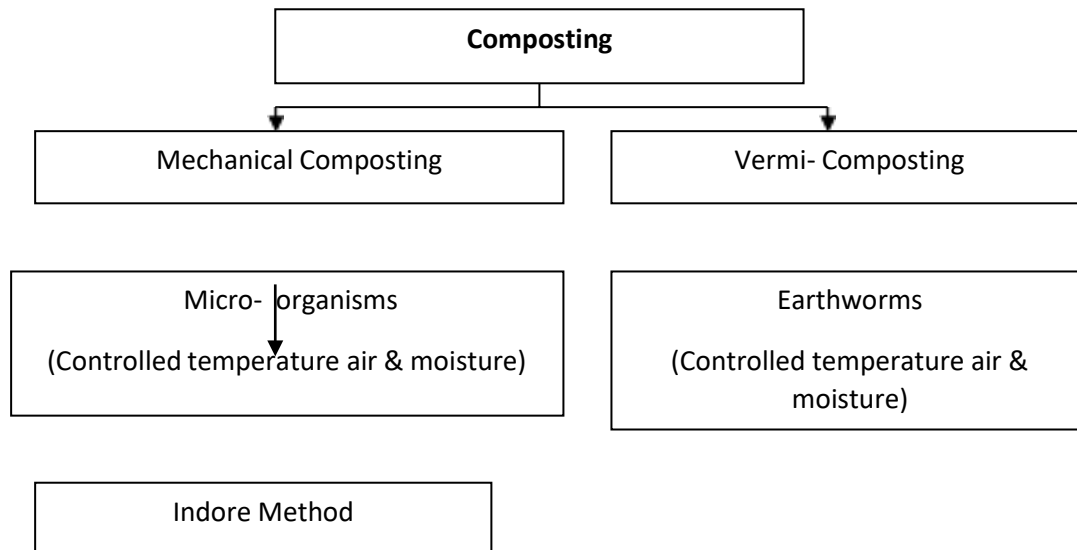 Composting
Mechanical Composting
Vermi- Composting
Micro- organisms
(Controlled temperature air & moisture)
Earthworms
(Controlled temperature air &
moisture)
Indore Method